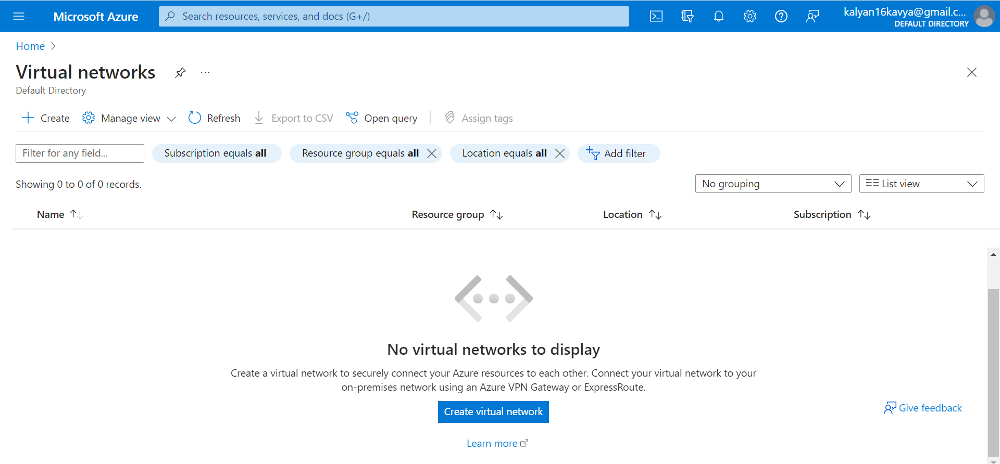 Microsoft Azure
Search resources, services, and docs (G+/)
kalyan16kavya@gmail.c...
DEFAULT DIRECTORY
Home
Virtual networks
Default Directory
Create Manage view Refresh Export to CSV Open query Assign tags
Filter for any field... Subscription equals all Resource group equals all Location equals all Add filter
Showing 0 to 0 of 0 records. No grouping List view
Name Resource group Location Subscription
No virtual networks to display
Create a virtual network to securely connect your Azure resources to each other. Connect your virtual network to your
on-premises network using an Azure VPN Gateway or ExpressRoute.
Create virtual network
Give feedback
Learn more